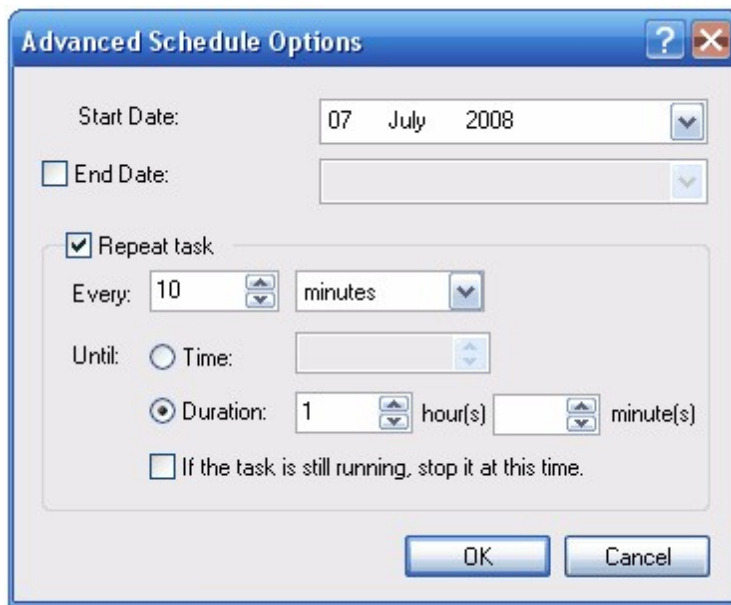 Advanced Schedule Options
Start Date: 07 July 2008
End Date:
Repeat task
Every: 10 minutes
Until: Time:
Duration: 1 hour(s) minute(s)
If the task is still running, stop it at this time.
OK Cancel